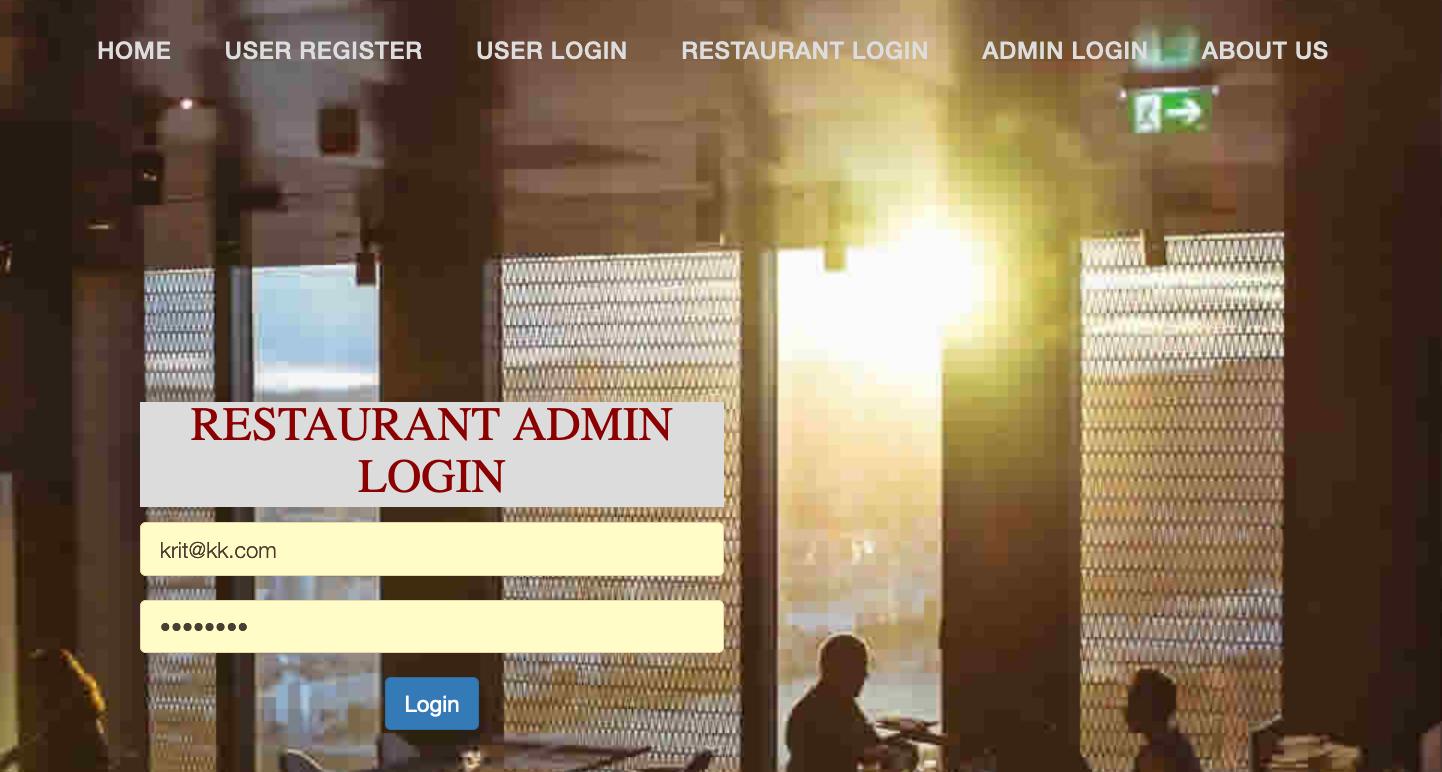 HOME USER REGISTER USER LOGIN RESTAURANT LOGIN ADMIN LOGIN ABOUT US
RESTAURANT ADMIN
LOGIN
krit@kk.com
••••••••
Login